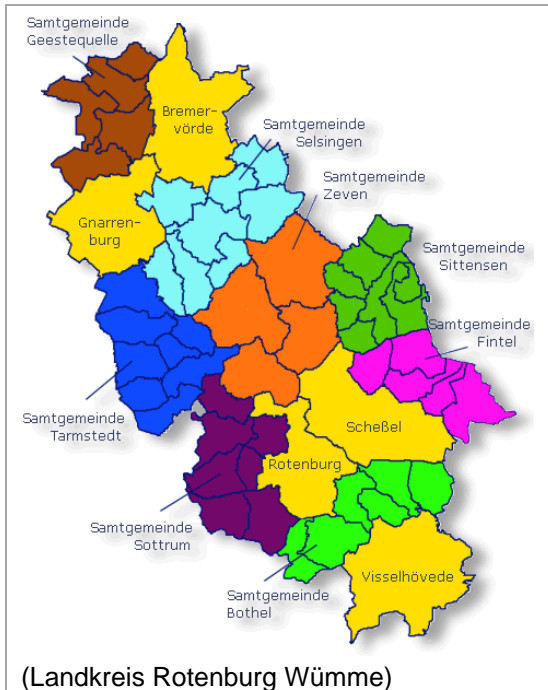 Samtgemeinde
Geestequelle
Bremer-
vörde
Samtgemeinde
Selsingen
Samtgemeinde
Zeven
Gnarren-
burg
Samtgemeinde
Sittensen
Samtgemeinde
Fintel
Samtgemeinde
Tarmstedt
Scheßel
Rotenburg
Samtgemeinde
Sottrum
Samtgemeinde
Bothel
Visselhövede
(Landkreis Rotenburg Wümme)